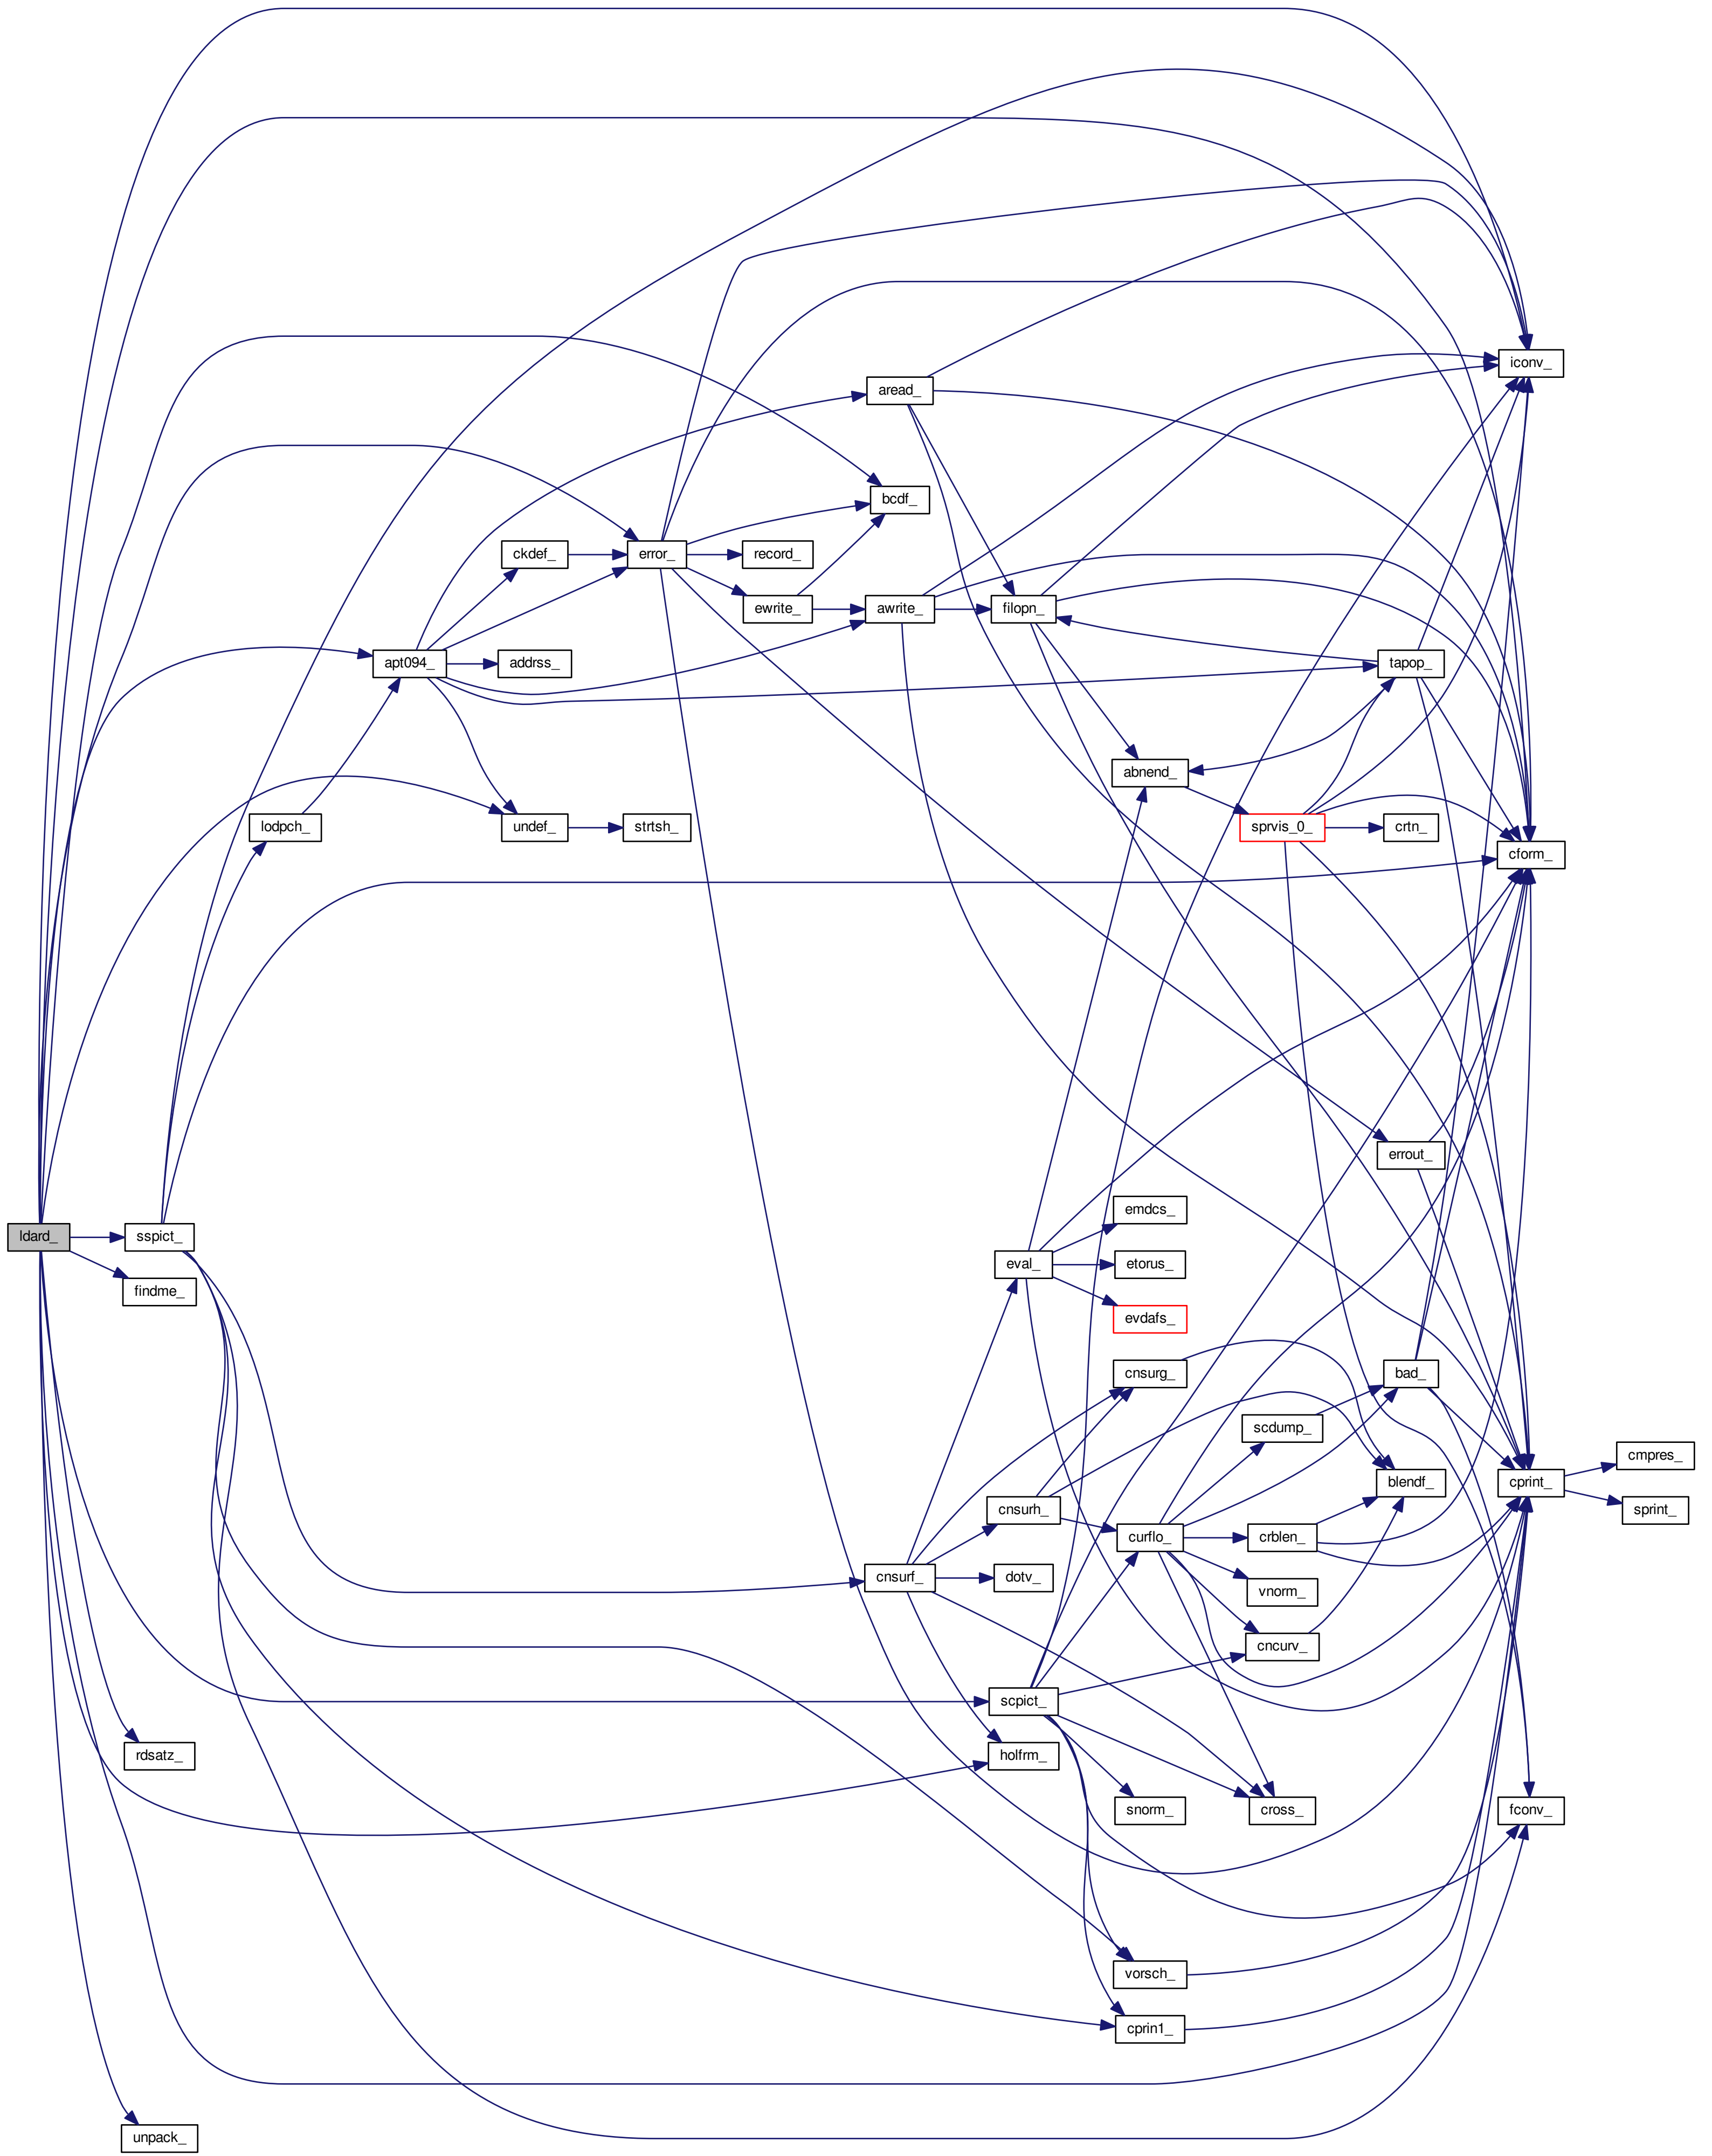 iconv_
aread_
bcdf_
ckdef_
error_
record_
ewrite_
awrite_
filopn_
apt094_
addrss_
tapop_
abnend_
lodpch_
undef_
strtsh_
sprvis_0_
crtn_
cform_
errout_
emdcs_
ldard_
sspict_
eval_
etorus_
findme_
evdafs_
cnsurg_
bad_
scdump_
cmpres_
blendf_
cprint_
cnsurh_
sprint_
curflo_
crblen_
cnsurf_
dotv_
vnorm_
cncurv_
scpict_
rdsatz_
holfrm_
snorm_
cross_
fconv_
vorsch_
cprin1_
unpack_